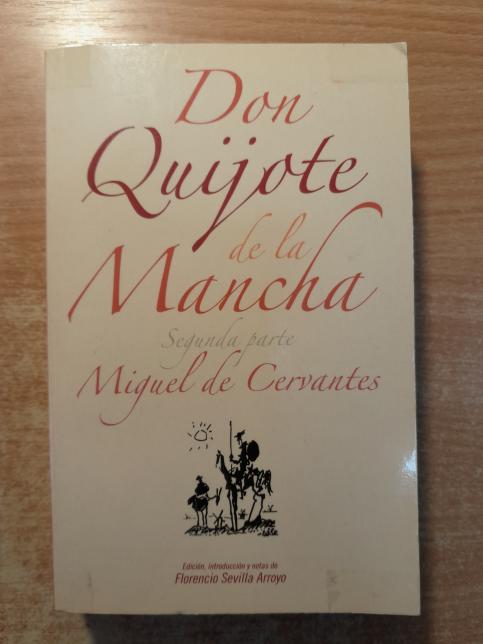 Don
Quijote
de la
Mancha
Segunda parte
Miguel de Cervantes
Edición, introducción y notas de
Florencio Sevilla Arroyo